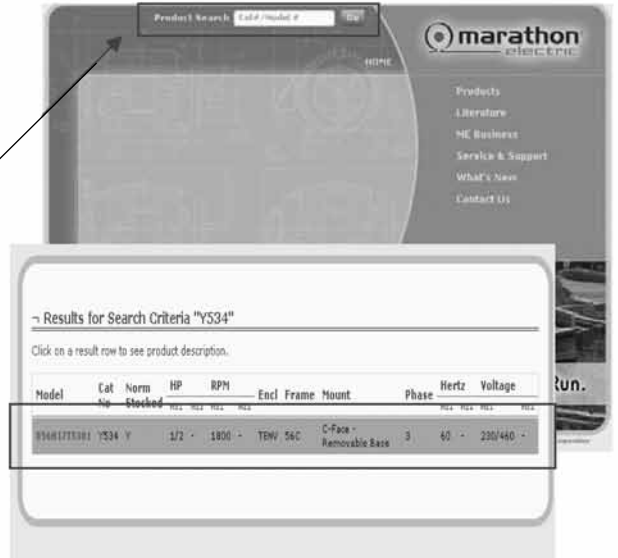 Product Search Cat# / Model # Go
marathon
electric
HOME
Products
Literature
ME Business
Service & Support
What's New
Contact Us
Run.
¬ Results for Search Criteria "Y534"
Click on a result row to see product description.
Model Cat No Norm Stocked HP RPM Encl Frame Mount Phase Hertz Voltage
Y534 Y 1/2 - 1800 - TENV 56C C-Face - Removable Base 3 60 - 230/460 -